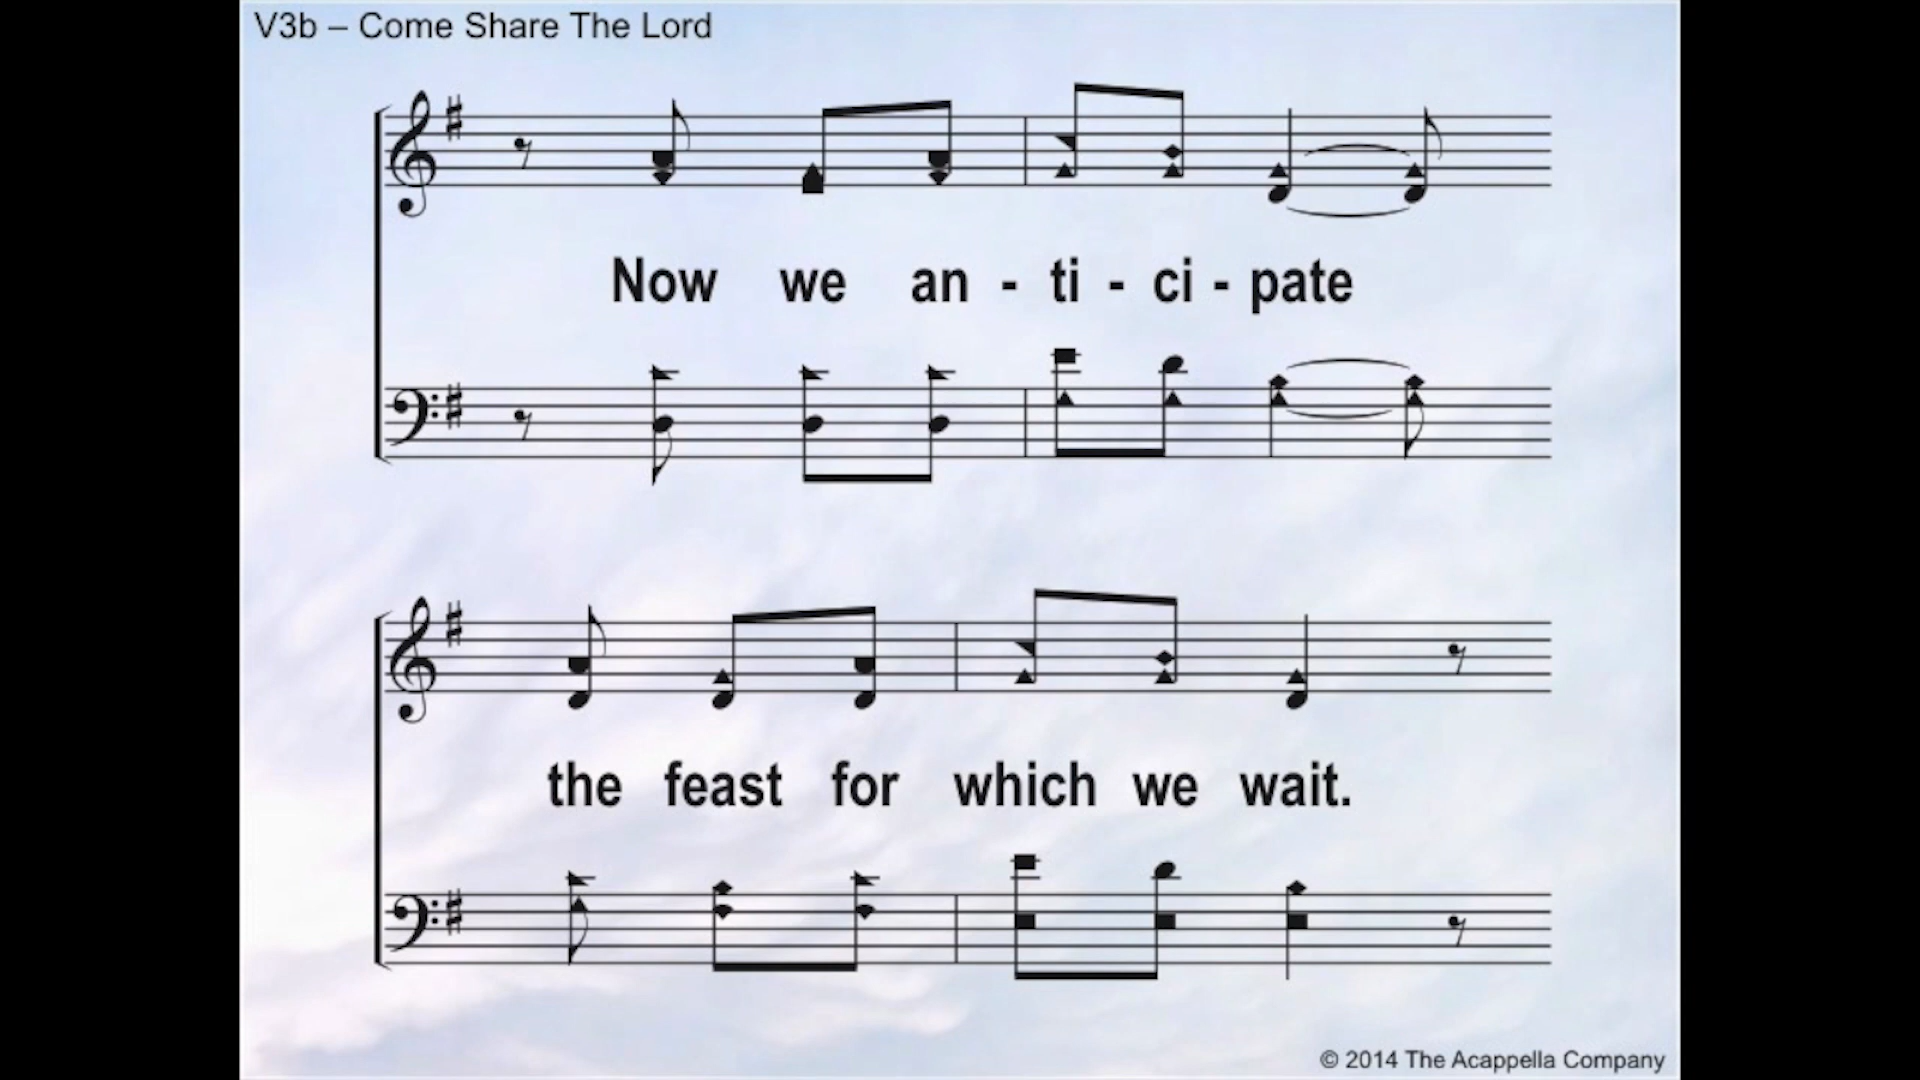 V3b – Come Share The Lord
Now we an - ti - ci - pate
the feast for which we wait.
© 2014 The Acappella Company